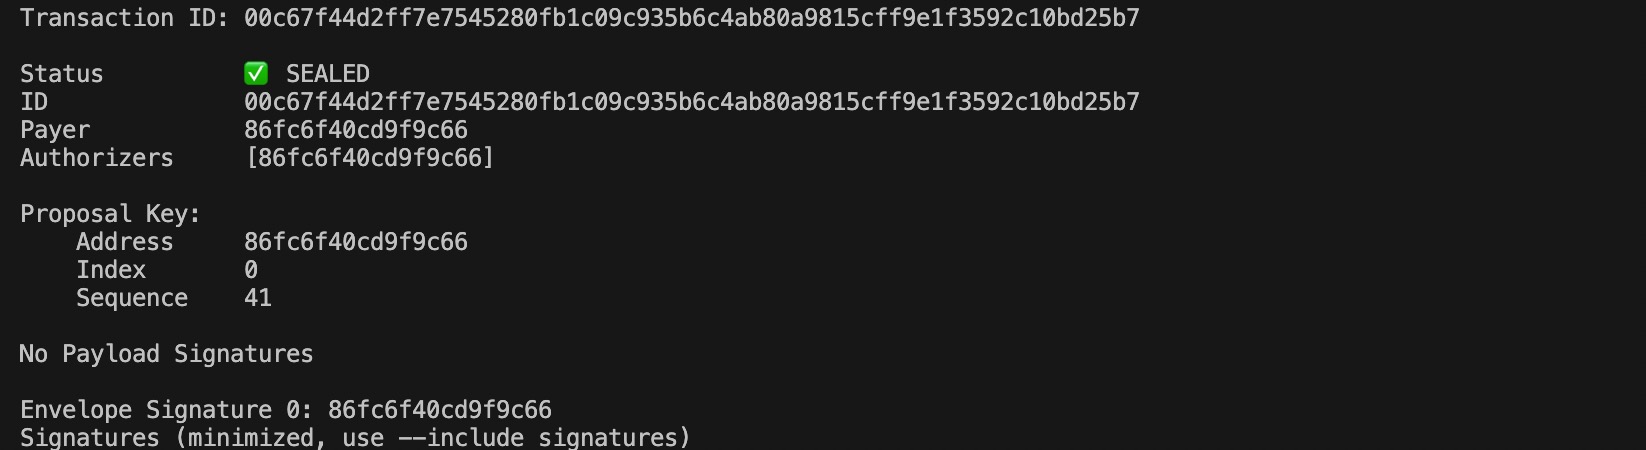 Transaction ID: 00c67f44d2ff7e7545280fb1c09c935b6c4ab80a9815cff9e1f3592c10bd25b7
Status ✅ SEALED
ID 00c67f44d2ff7e7545280fb1c09c935b6c4ab80a9815cff9e1f3592c10bd25b7
Payer 86fc6f40cd9f9c66
Authorizers [86fc6f40cd9f9c66]
Proposal Key:
Address 86fc6f40cd9f9c66
Index 0
Sequence 41
No Payload Signatures
Envelope Signature 0: 86fc6f40cd9f9c66
Signatures (minimized, use --include signatures)